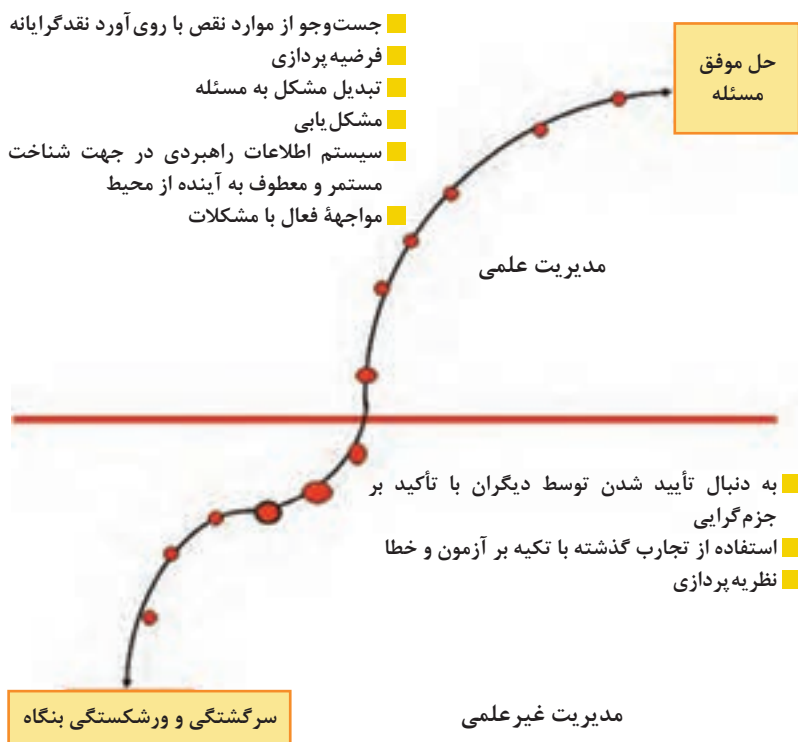 جست‌وجو از موارد نقص با روی‌آورد نقدگرایانه
فرضیه‌پردازی
تبدیل مشکل به مسئله
مشکل‌یابی
سیستم اطلاعات راهبردی در جهت شناخت
مستمر و معطوف به آینده از محیط
مواجههٔ فعال با مشکلات
حل موفق
مسئله
مدیریت علمی
به دنبال تأیید شدن توسط دیگران با تأکید بر
جزم‌گرایی
استفاده از تجارب گذشته با تکیه بر آزمون و خطا
نظریه‌پردازی
مدیریت غیرعلمی
سرگشتگی و ورشکستگی بنگاه